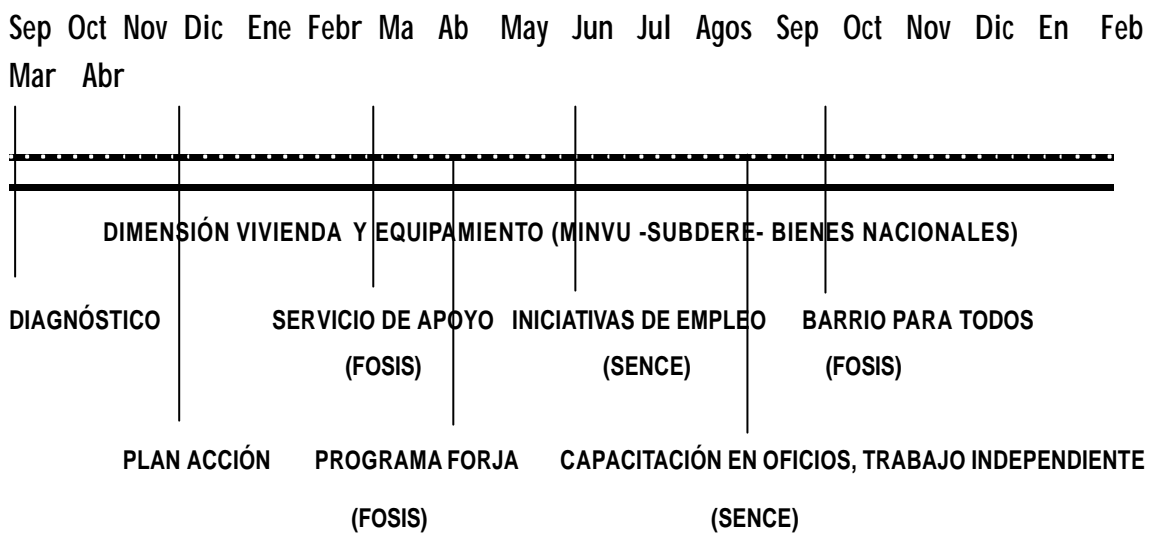 Sep Oct Nov Dic Ene Febr Ma Ab May Jun Jul Agos Sep Oct Nov Dic En Feb
Mar Abr
DIMENSIÓN VIVIENDA Y EQUIPAMIENTO (MINVU -SUBDERE- BIENES NACIONALES)
DIAGNÓSTICO SERVICIO DE APOYO INICIATIVAS DE EMPLEO BARRIO PARA TODOS
(FOSIS) (SENCE) (FOSIS)
PLAN ACCIÓN PROGRAMA FORJA CAPACITACIÓN EN OFICIOS, TRABAJO INDEPENDIENTE
(FOSIS) (SENCE)